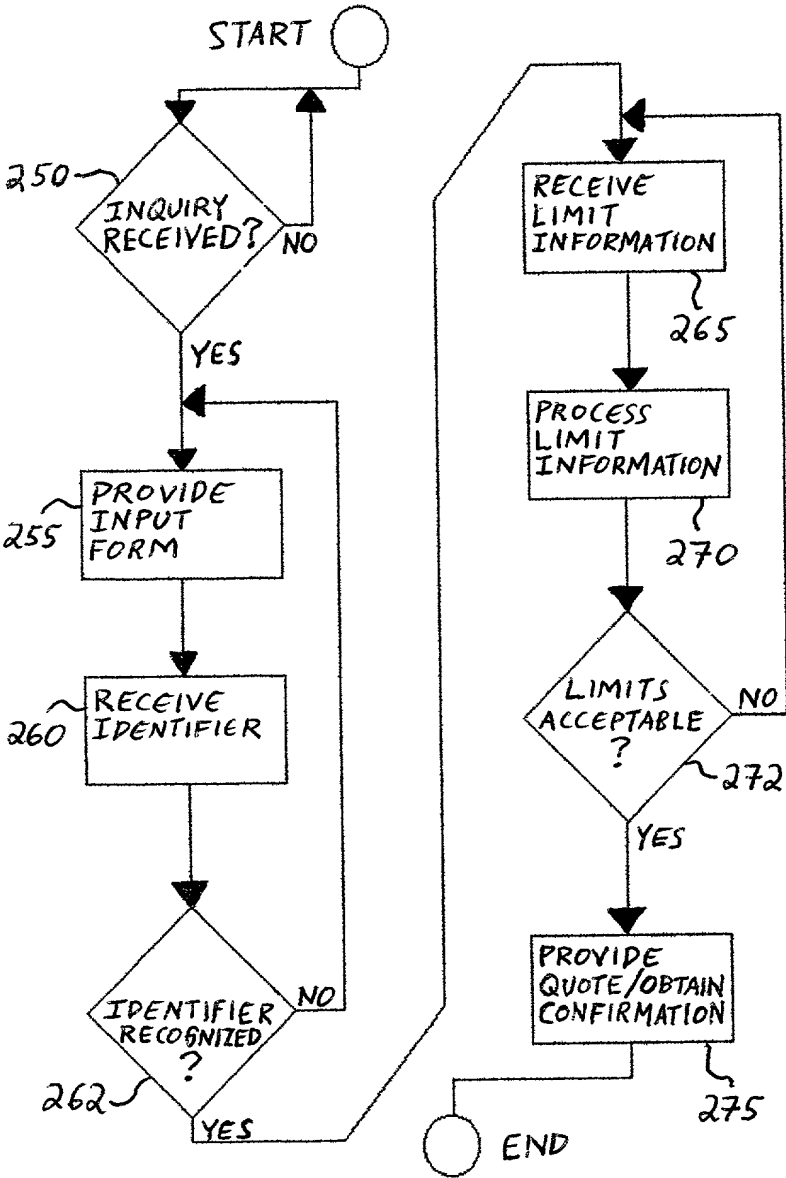 START
250
INQUIRY
RECEIVED?
NO
YES
255
PROVIDE
INPUT
FORM
260
RECEIVE
IDENTIFIER
IDENTIFIER
RECOGNIZED
?
NO
262
YES
RECEIVE
LIMIT
INFORMATION
265
PROCESS
LIMIT
INFORMATION
270
LIMITS
ACCEPTABLE
?
NO
272
YES
PROVIDE
QUOTE/OBTAIN
CONFIRMATION
275
END